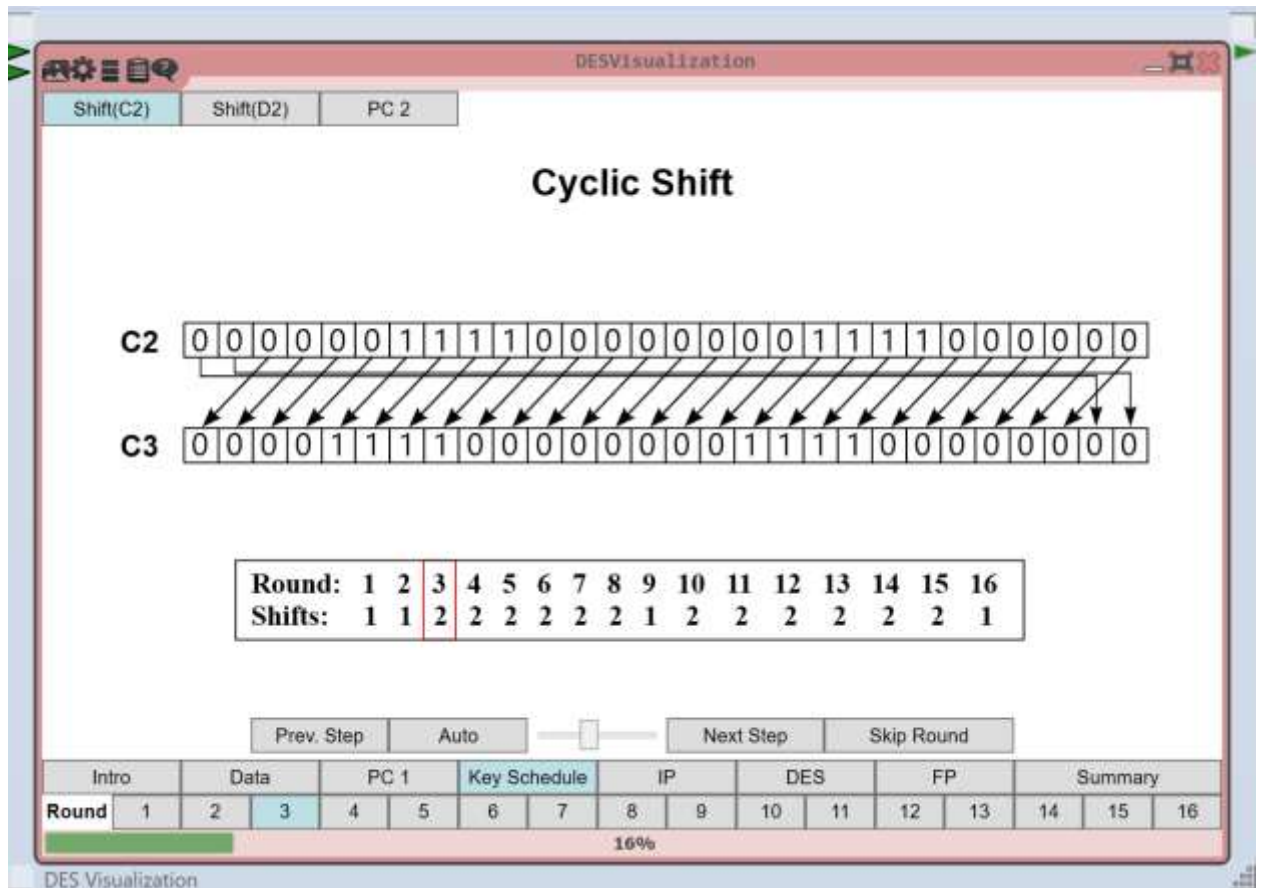 DESVisualization
Shift(C2) Shift(D2) PC 2
Cyclic Shift
C2 0 0 0 0 0 0 1 1 1 1 0 0 0 0 0 0 0 0 1 1 1 1 0 0 0 0 0 0
C3 0 0 0 0 1 1 1 1 0 0 0 0 0 0 0 0 1 1 1 1 0 0 0 0 0 0 0 0
Round: 1 2 3 4 5 6 7 8 9 10 11 12 13 14 15 16
Shifts: 1 1 2 2 2 2 2 2 1 2 2 2 2 2 2 1
Prev. Step Auto Next Step Skip Round
Intro Data PC 1 Key Schedule IP DES FP Summary
Round 1 2 3 4 5 6 7 8 9 10 11 12 13 14 15 16
16%
DES Visualization